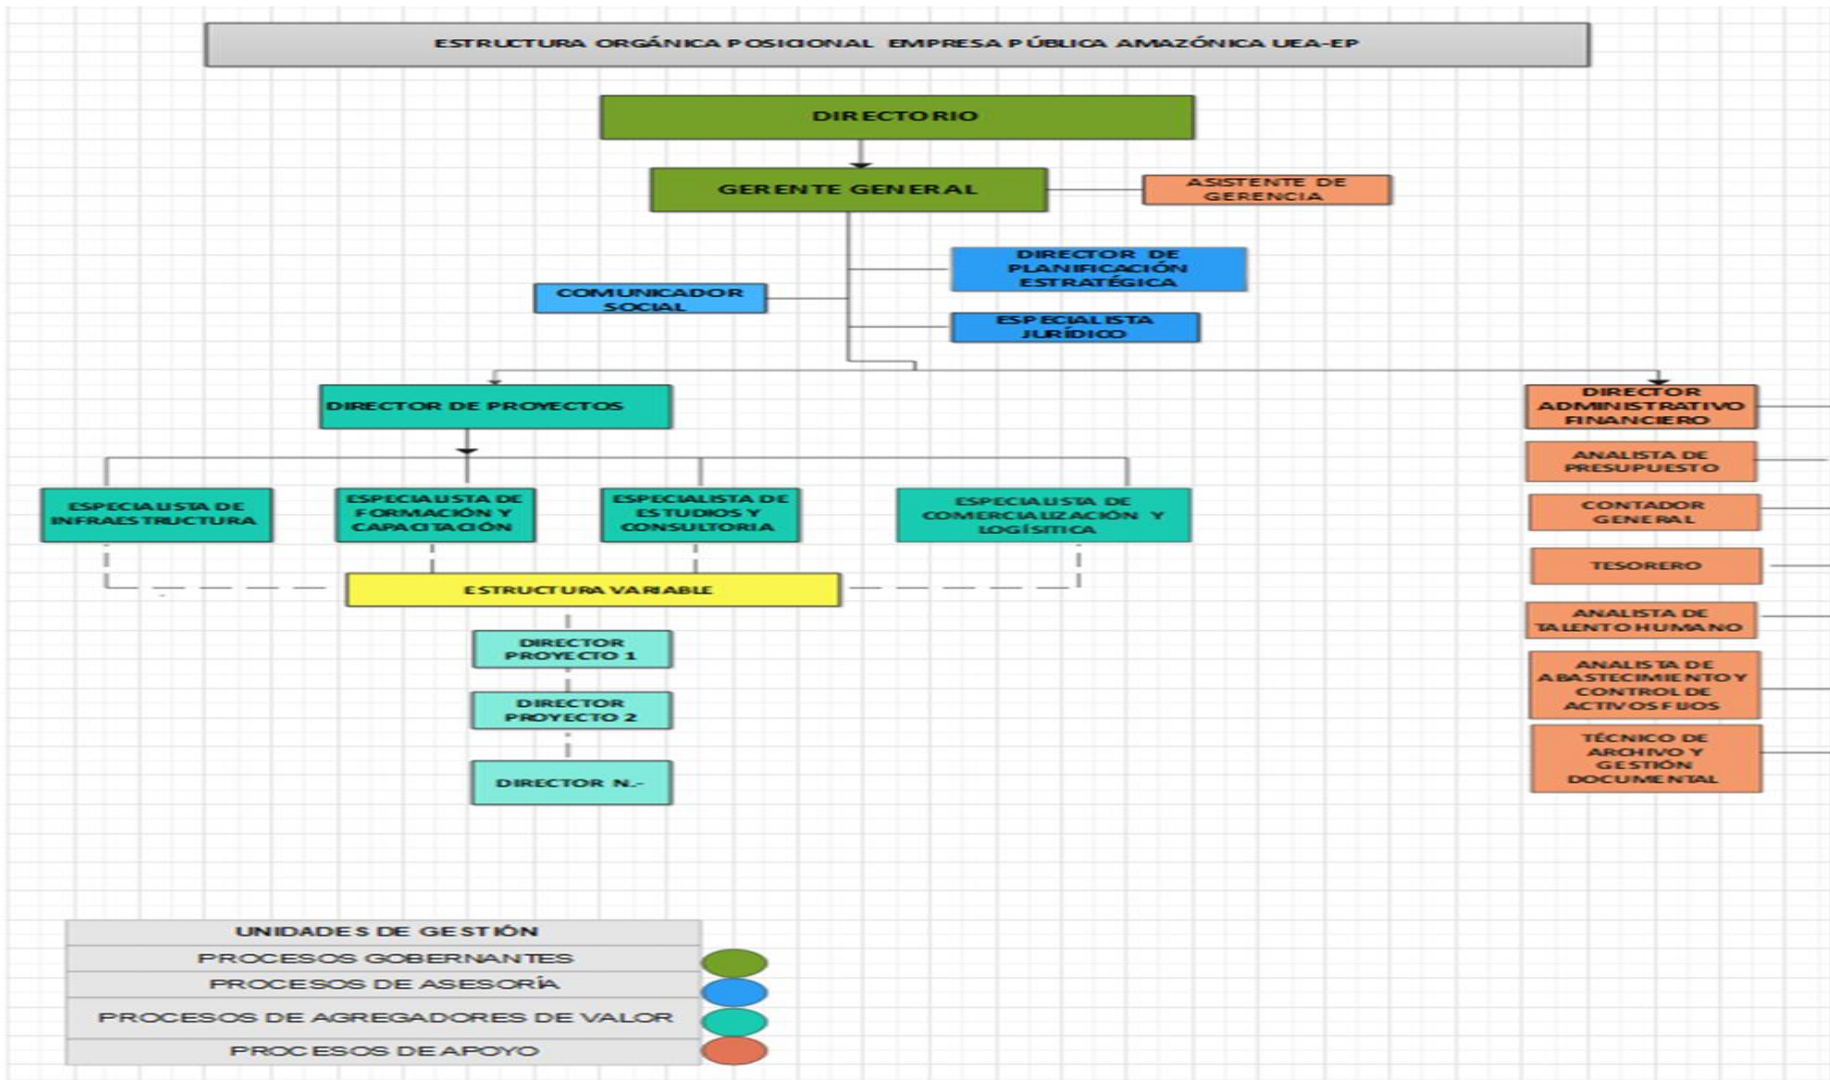 ESTRUCTURA ORGÁNICA POSICIONAL EMPRESA PÚBLICA AMAZÓNICA UEA-EP
DIRECTORIO
GERENTE GENERAL
ASISTENTE DE
GERENCIA
DIRECTOR DE
PLANIFICACIÓN
ESTRATÉGICA
COMUNICADOR
SOCIAL
ESPECIALISTA
JURÍDICO
DIRECTOR DE PROYECTOS
DIRECTOR
ADMINISTRATIVO
FINANCIERO
ANALISTA DE
PRESUPUESTO
ESPECIALISTA DE
INFRAESTRUCTURA
ESPECIALISTA DE
FORMACIÓN Y
CAPACITACIÓN
ESPECIALISTA DE
ESTUDIOS Y
CONSULTORIA
ESPECIALISTA DE
COMERCIALIZACIÓN Y
LOGÍSITICA
CONTADOR
GENERAL
TESORERO
ESTRUCTURA VARIABLE
ANALISTA DE
TALENTO HUMANO
DIRECTOR
PROYECTO 1
ANALISTA DE
ABASTECIMIENTO Y
CONTROL DE
ACTIVOS FIJOS
DIRECTOR
PROYECTO 2
TÉCNICO DE
ARCHIVO Y
GESTIÓN
DOCUMENTAL
DIRECTOR N.-
UNIDADES DE GESTIÓN
PROCESOS GOBERNANTES
PROCESOS DE ASESORÍA
PROCESOS DE AGREGADORES DE VALOR
PROCESOS DE APOYO